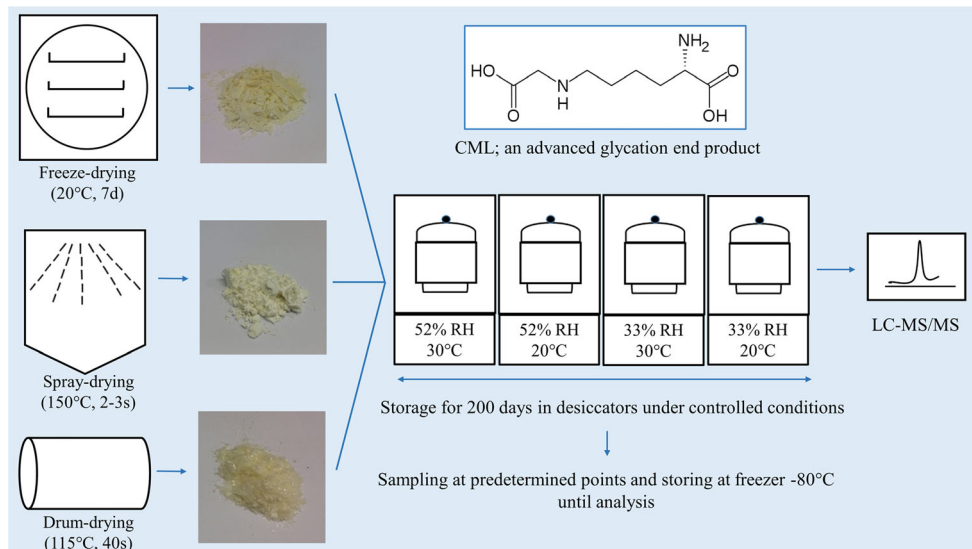 Freeze-drying
(20°C, 7d)
Spray-drying
(150°C, 2-3s)
Drum-drying
(115°C, 40s)
NH2
HO
O
N
H
O
OH
CML; an advanced glycation end product
52% RH
30°C
52% RH
20°C
33% RH
30°C
33% RH
20°C
LC-MS/MS
Storage for 200 days in desiccators under controlled conditions
Sampling at predetermined points and storing at freezer -80°C
until analysis